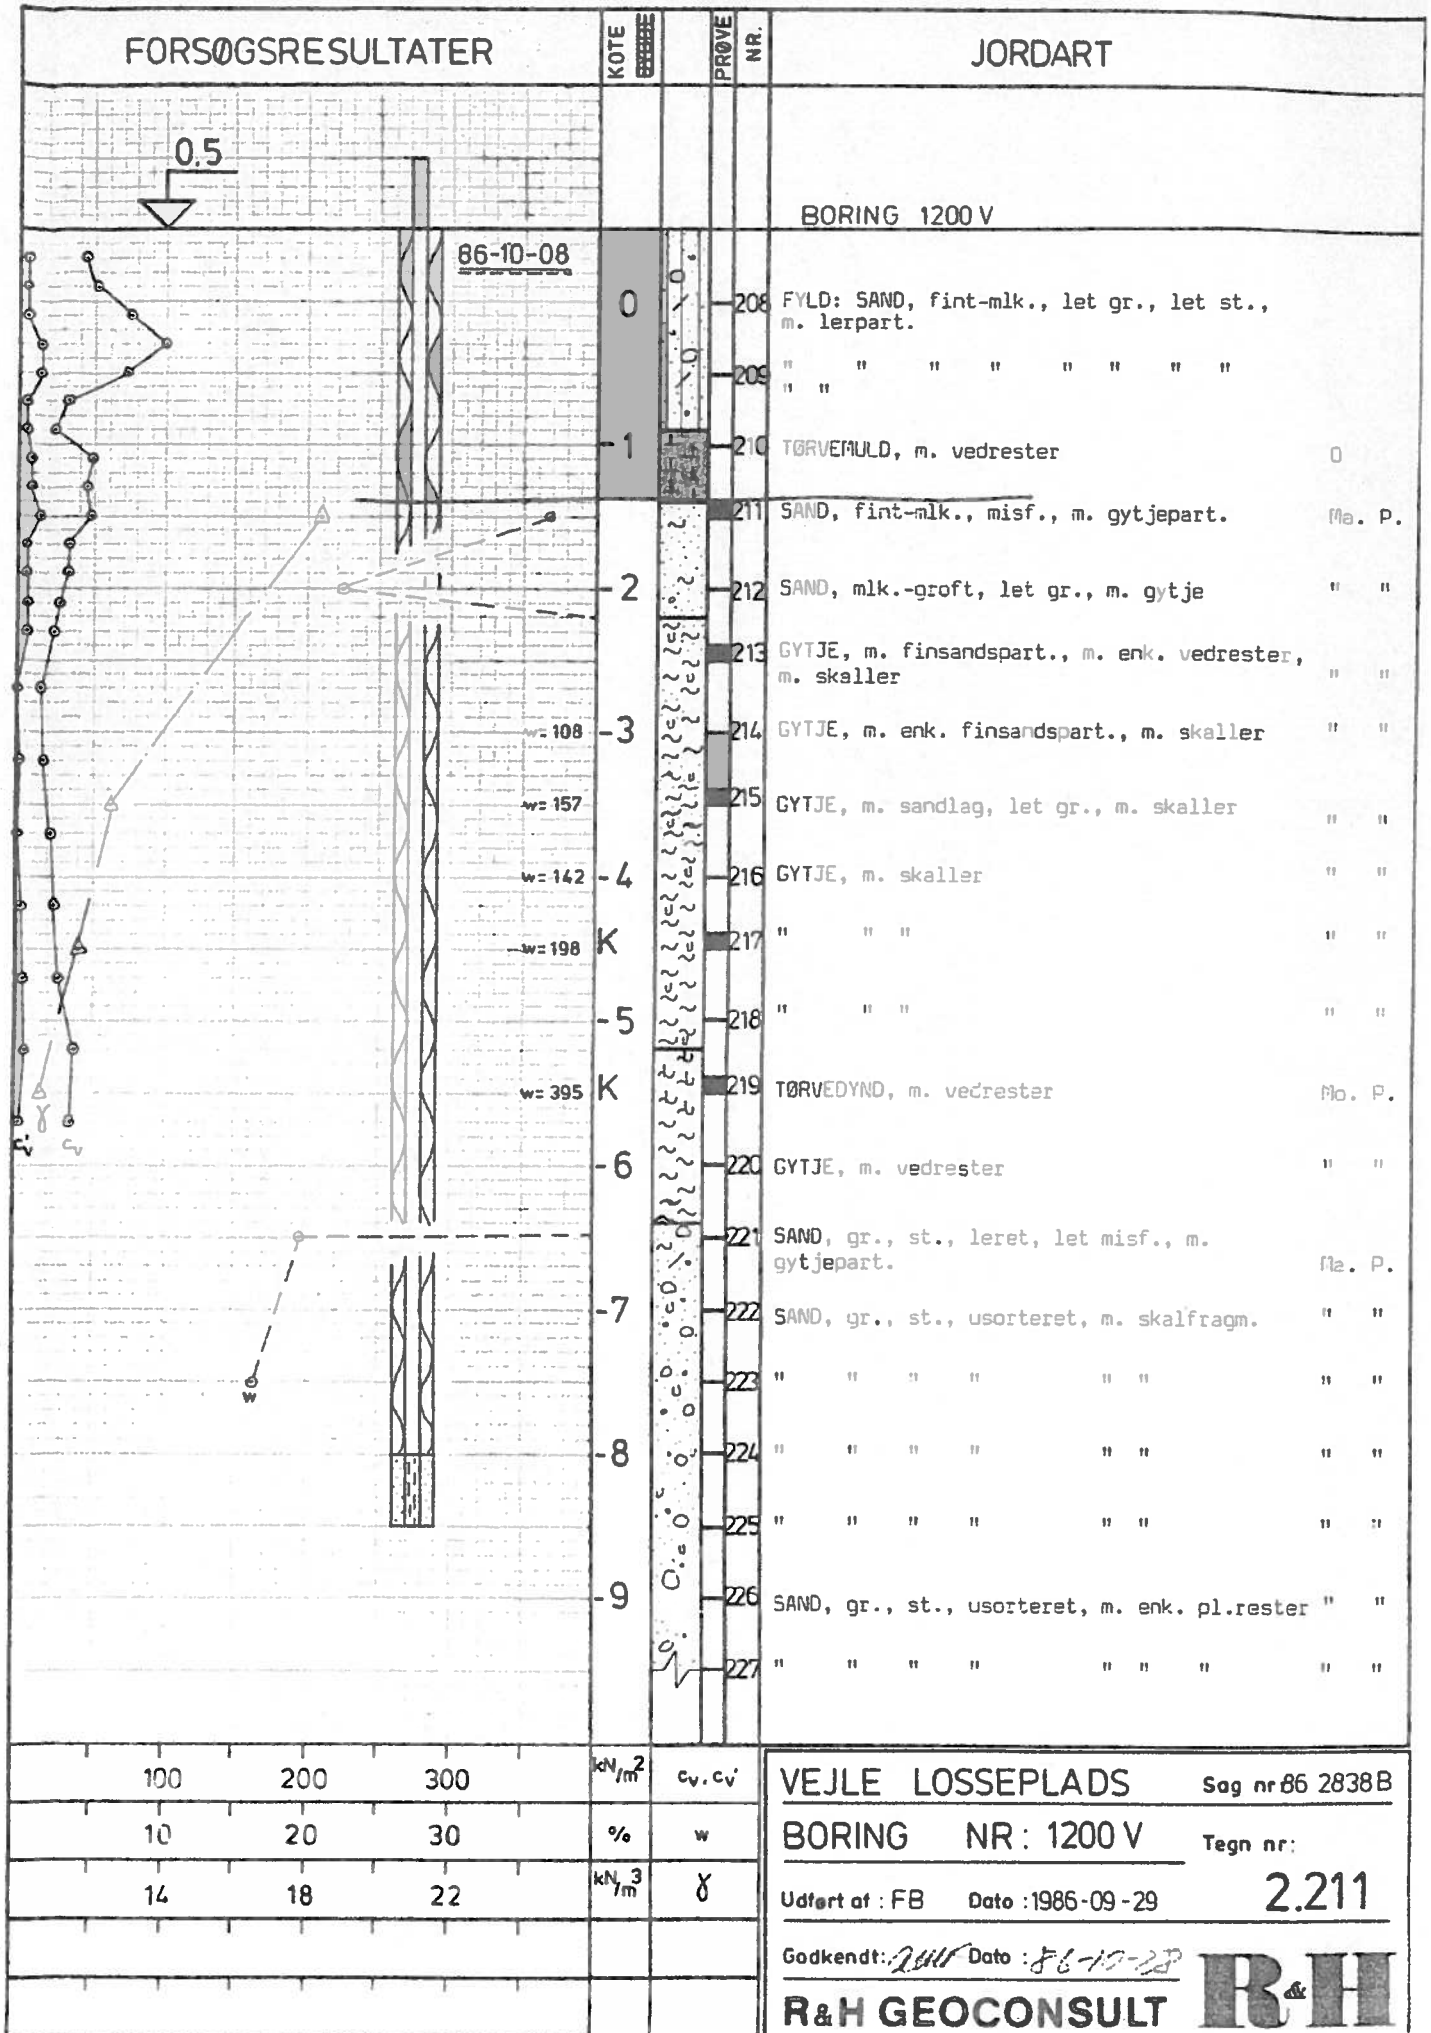 FORSØGSRESULTATER
KOTE
PRØVE
NR.
JORDART
0.5
BORING 1200 V
86-10-08
0
208 FYLD: SAND, fint-mlk., let gr., let st.,
m. lerpart.
209 " " " " " " " "
" "
-1
210 TØRVEMULD, m. vedrester O
211 SAND, fint-mlk., misf., m. gytjepart. Ma. P.
-2
212 SAND, mlk.-groft, let gr., m. gytje " "
213 GYTJE, m. finsandspart., m. enk. vedrester,
m. skaller " "
w= 108 -3
214 GYTJE, m. enk. finsandspart., m. skaller " "
w= 157
215 GYTJE, m. sandlag, let gr., m. skaller " "
w= 142 -4
216 GYTJE, m. skaller " "
w= 198 K
217 " " " " "
-5
218 " " " " "
w= 395 K
219 TØRVEDYND, m. vedrester Mo. P.
γ
cv' cv
-6
220 GYTJE, m. vedrester " "
221 SAND, gr., st., leret, let misf., m.
gytjepart. Ma. P.
-7
222 SAND, gr., st., usorteret, m. skalfragm. " "
w
223 " " " " " " " "
-8
224 " " " " " " " "
225 " " " " " " " "
-9
226 SAND, gr., st., usorteret, m. enk. pl.rester " "
227 " " " " " " " " "
100 200 300 kN/m² cv, cv'
10 20 30 % w
14 18 22 kN/m³ γ
VEJLE LOSSEPLADS Sag nr 86 2838B
BORING NR: 1200 V Tegn nr:
2.211
Udført af : FB Dato : 1986-09-29
Godkendt: Dato :
R&H GEOCONSULT
R&H